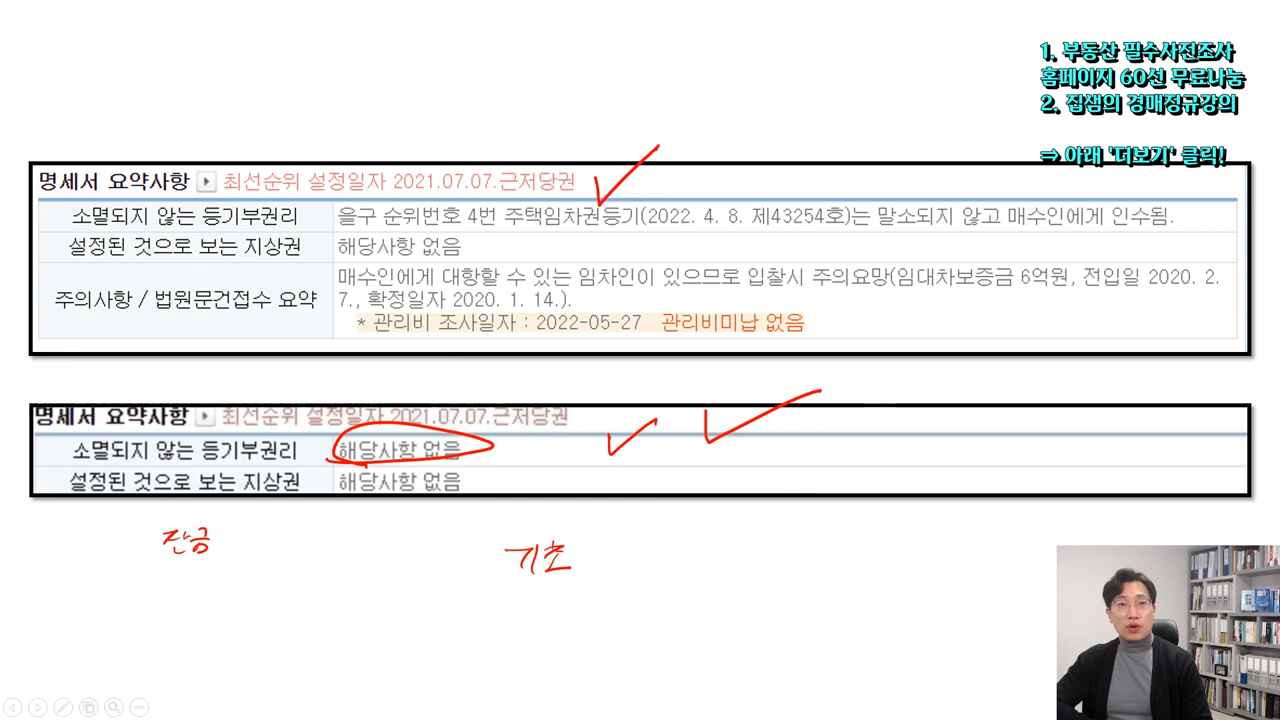 1. 부동산 필수사전조사
홈페이지 60선 무료나눔
2. 집샘의 경매정규강의
⇒ 아래 '더보기' 클릭!
명세서 요약사항 최선순위 설정일자 2021.07.07.근저당권
소멸되지 않는 등기부권리 을구 순위번호 4번 주택임차권등기(2022. 4. 8. 제43254호)는 말소되지 않고 매수인에게 인수됨.
설정된 것으로 보는 지상권 해당사항 없음
주의사항 / 법원문건접수 요약 매수인에게 대항할 수 있는 임차인이 있으므로 입찰시 주의요망(임대차보증금 6억원, 전입일 2020. 2.
7., 확정일자 2020. 1. 14.).
* 관리비 조사일자 : 2022-05-27 관리비미납 없음
명세서 요약사항 최선순위 설정일자 2021.07.07.근저당권
소멸되지 않는 등기부권리 해당사항 없음
설정된 것으로 보는 지상권 해당사항 없음
잔금
기초